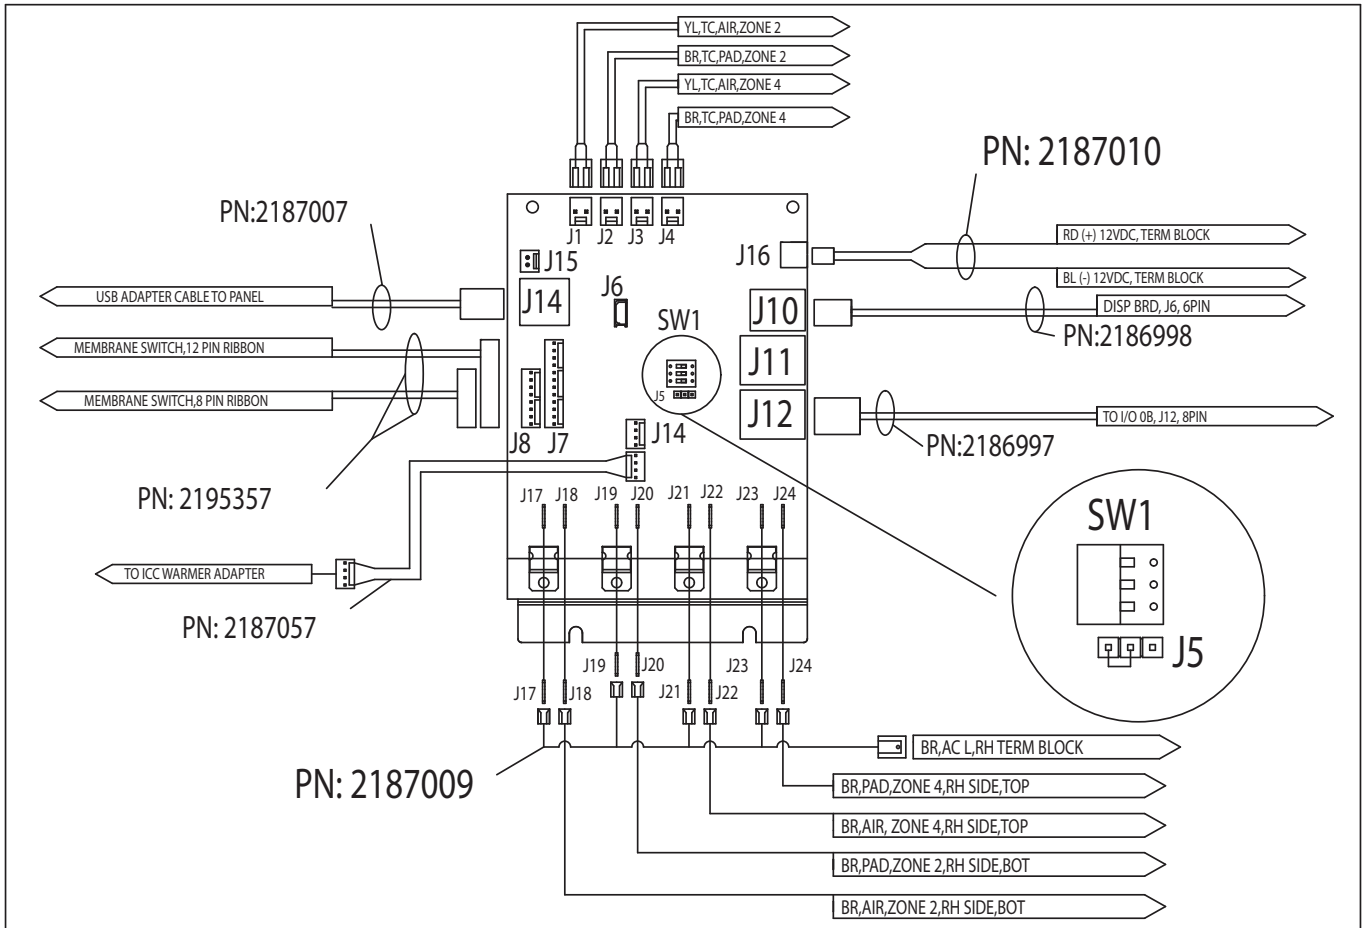 YL,TC,AIR,ZONE 2
BR,TC,PAD,ZONE 2
YL,TC,AIR,ZONE 4
BR,TC,PAD,ZONE 4
PN: 2187010
PN:2187007
J1 J2 J3 J4
RD (+) 12VDC, TERM BLOCK
J16
J15
BL (-) 12VDC, TERM BLOCK
USB ADAPTER CABLE TO PANEL
J14
J6
J10
DISP BRD, J6, 6PIN
SW1
PN:2186998
MEMBRANE SWITCH,12 PIN RIBBON
J11
J5
MEMBRANE SWITCH,8 PIN RIBBON
J12
TO I/O 0B, J12, 8PIN
J8 J7
J14
PN:2186997
PN: 2195357
J17 J18 J19 J20 J21 J22 J23 J24
SW1
TO ICC WARMER ADAPTER
PN: 2187057
J5
J19 J20 J23 J24
J17 J18 J21 J22
BR,AC L,RH TERM BLOCK
PN: 2187009
BR,PAD,ZONE 4,RH SIDE,TOP
BR,AIR, ZONE 4,RH SIDE,TOP
BR,PAD,ZONE 2,RH SIDE,BOT
BR,AIR,ZONE 2,RH SIDE,BOT